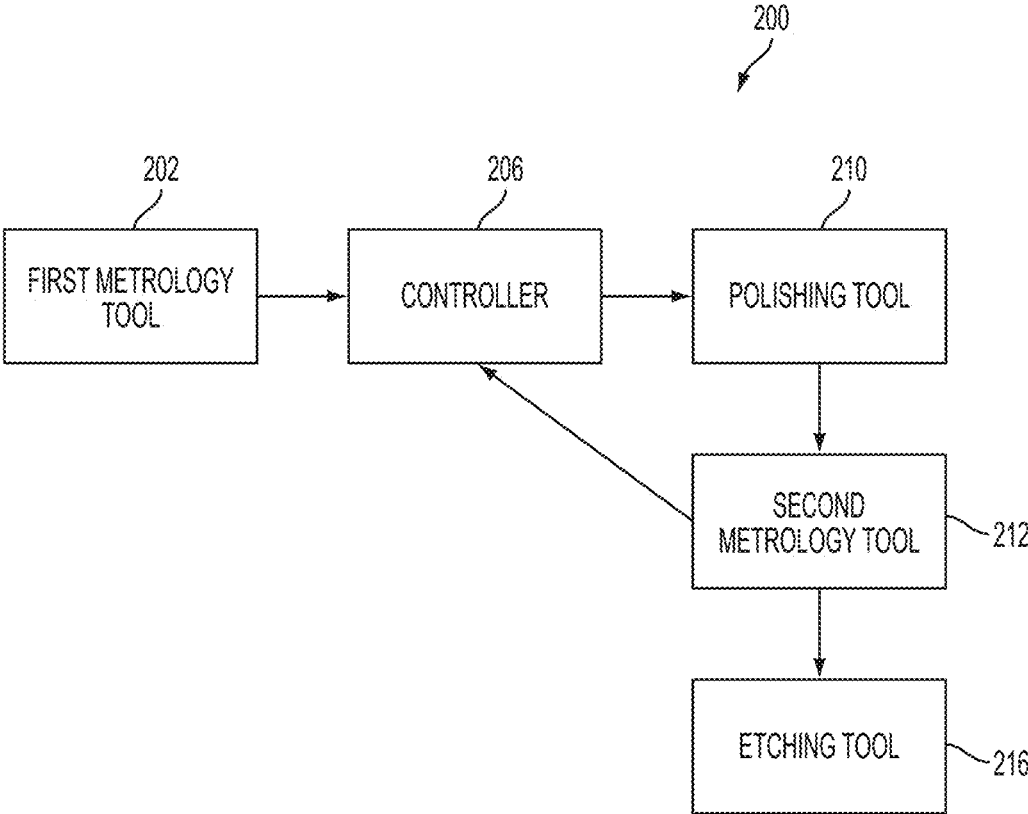 200
202
206
210
FIRST METROLOGY
TOOL
CONTROLLER
POLISHING TOOL
SECOND
METROLOGY TOOL
212
ETCHING TOOL
216